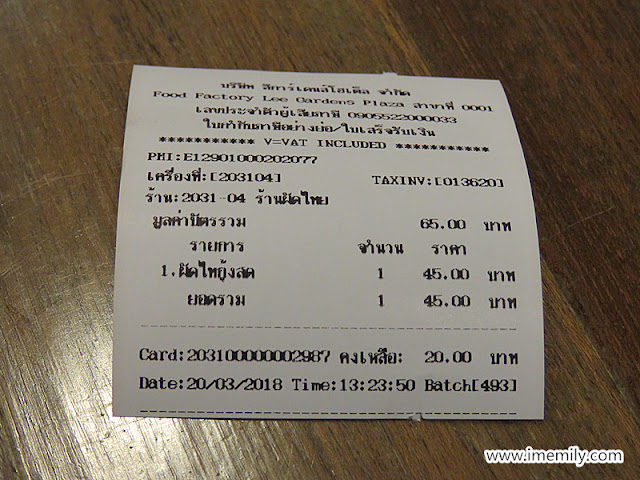 บริษัท ลีการ์เดนส์โฮเต็ล จำกัด
Food Factory Lee Gardens Plaza สาขาที่ 0001
เลขประจำตัวผู้เสียภาษี 0905522000033
ใบกำกับภาษีอย่างย่อ/ใบเสร็จรับเงิน
*********** V=VAT INCLUDED ***********
PMI:E12901000202077
เครื่องที่:[203104] TAXINV:[013620]
ร้าน:2031-04 ร้านผัดไทย
มูลค่าบัตรรวม 65.00 บาท
รายการ จำนวน ราคา
1.ผัดไทกุ้งสด 1 45.00 บาท
ยอดรวม 1 45.00 บาท
Card:203100000002987 คงเหลือ: 20.00 บาท
Date:20/03/2018 Time:13:23:50 Batch[493]
www.imemily.com